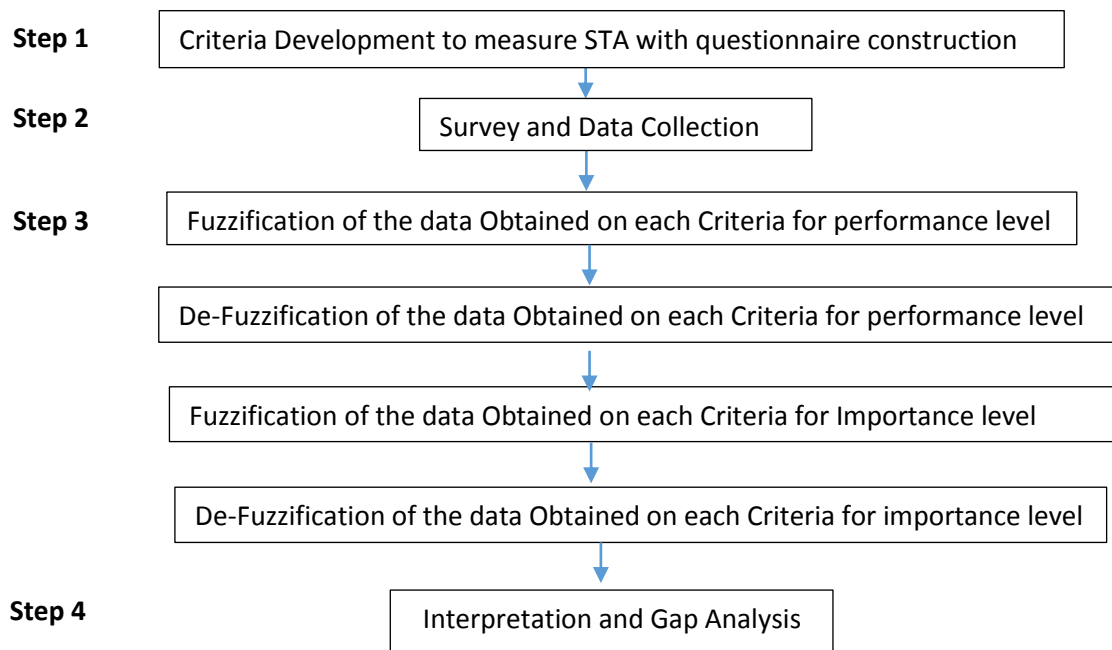 Step 1
Criteria Development to measure STA with questionnaire construction
Step 2
Survey and Data Collection
Step 3
Fuzzification of the data Obtained on each Criteria for performance level
De-Fuzzification of the data Obtained on each Criteria for performance level
Fuzzification of the data Obtained on each Criteria for Importance level
De-Fuzzification of the data Obtained on each Criteria for importance level
Step 4
Interpretation and Gap Analysis